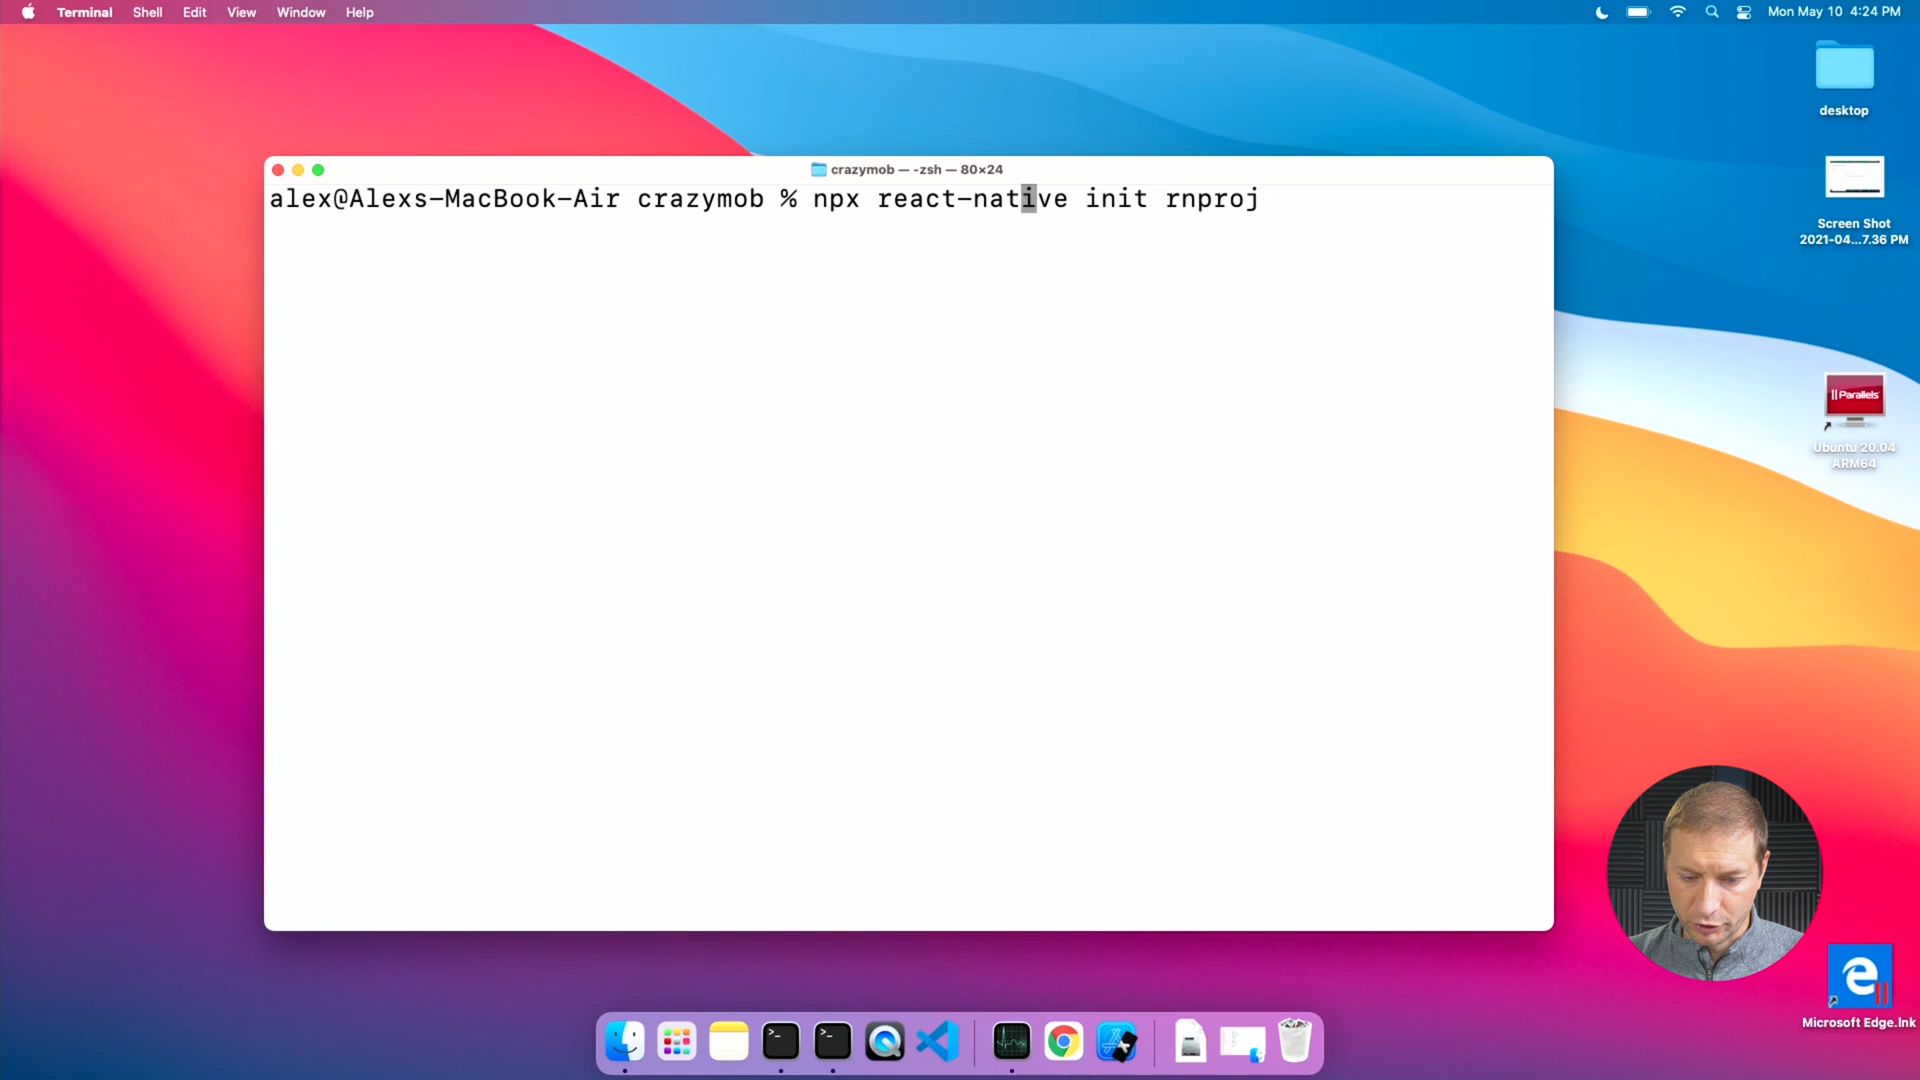 Terminal Shell Edit View Window Help Mon May 10 4:24 PM
desktop
crazymob — -zsh — 80×24
alex@Alexs-MacBook-Air crazymob % npx react-native init rnproj
Screen Shot
2021-04...7.36 PM
Parallels
Ubuntu 20.04
ARM64
Microsoft Edge.lnk